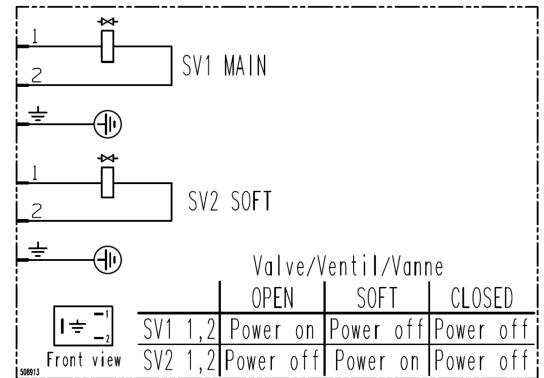 1
2
SV1 MAIN
1
2
SV2 SOFT
Valve/Ventil/Vanne
OPEN SOFT CLOSED
SV1 1,2 Power on Power off Power off
SV2 1,2 Power off Power on Power off
1
2
Front view
508913